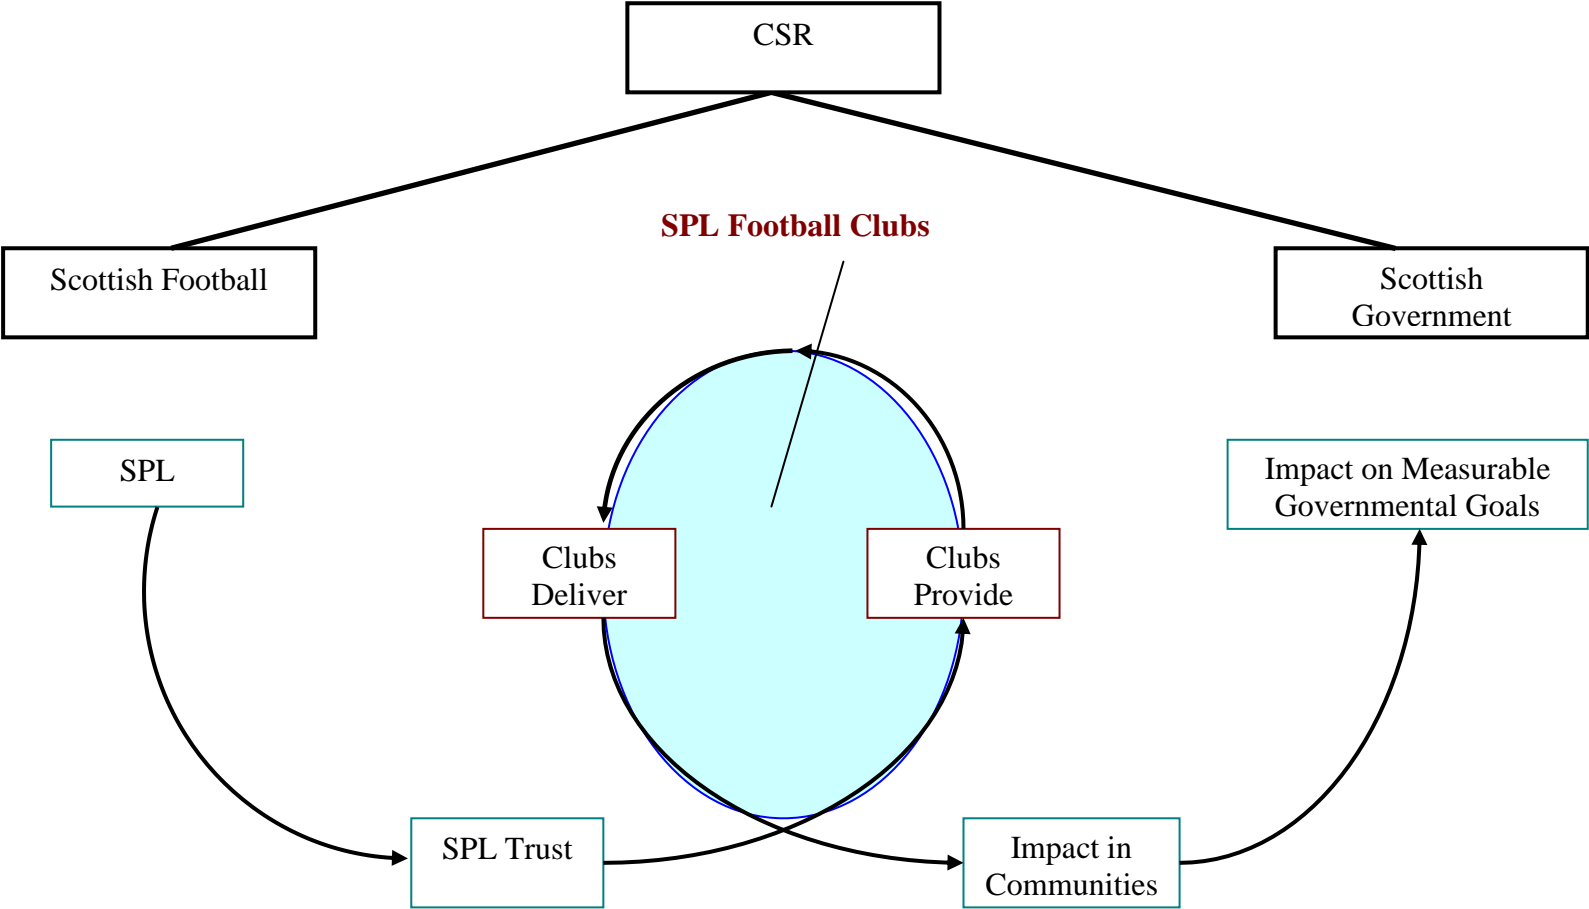 CSR
SPL Football Clubs
Scottish Football
Scottish
Government
SPL
Impact on Measurable
Governmental Goals
Clubs
Deliver
Clubs
Provide
SPL Trust
Impact in
Communities